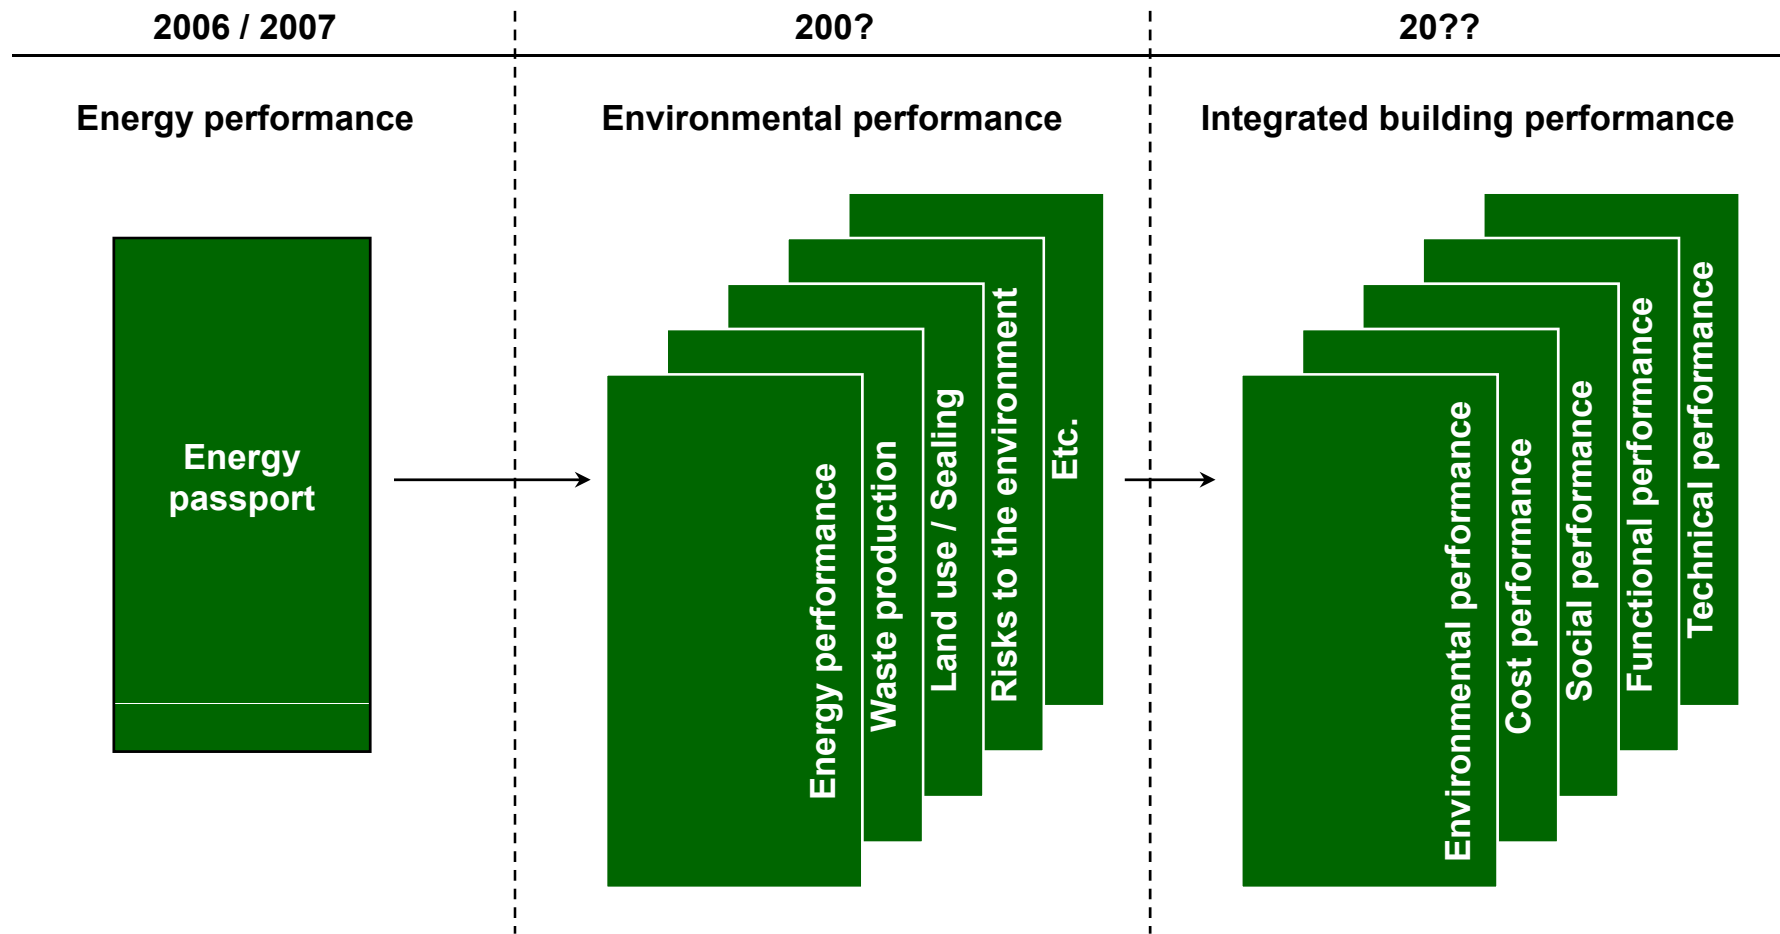 2006 / 2007
200?
20??
Energy performance
Environmental performance
Integrated building performance
Energy
passport
Energy performance
Waste production
Land use / Sealing
Risks to the environment
Etc.
Environmental performance
Cost performance
Social performance
Functional performance
Technical performance